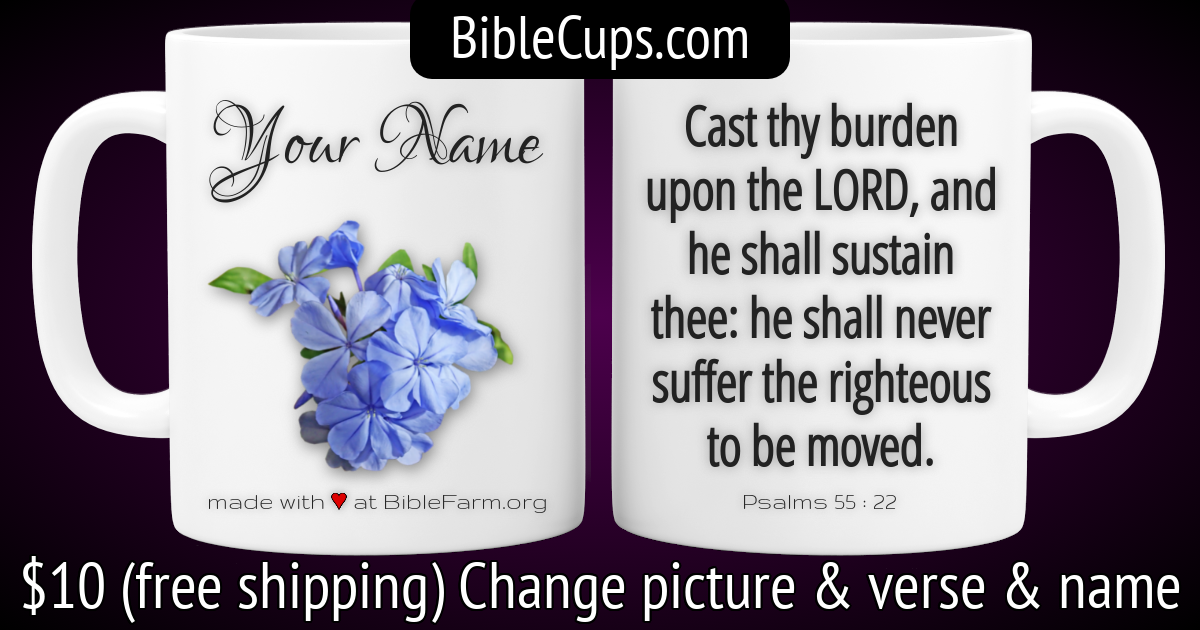 BibleCups.com
Your Name
made with ♥ at BibleFarm.org
Cast thy burden
upon the LORD, and
he shall sustain
thee: he shall never
suffer the righteous
to be moved.
Psalms 55 : 22
$10 (free shipping) Change picture & verse & name